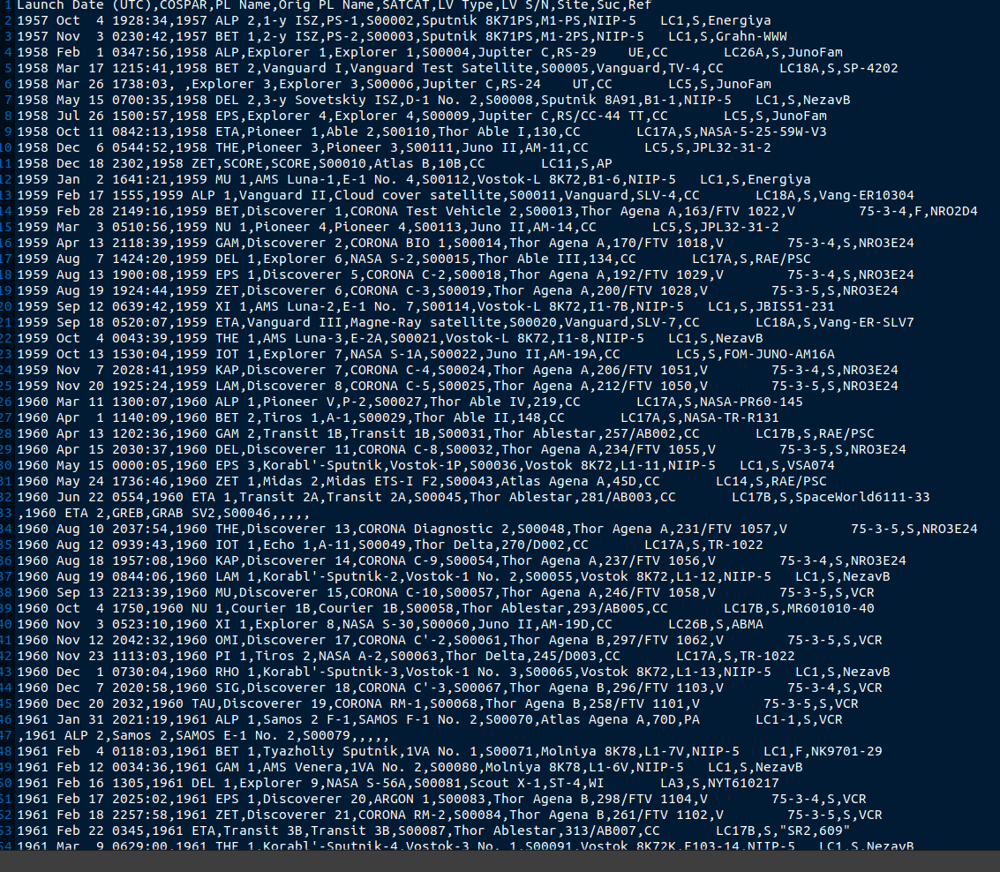 1 Launch Date (UTC),COSPAR,PL Name,Orig PL Name,SATCAT,LV Type,LV S/N,Site,Suc,Ref
2 1957 Oct  4 1928:34,1957 ALP 2,1-y ISZ,PS-1,S00002,Sputnik 8K71PS,M1-PS,NIIP-5   LC1,S,Energiya
3 1957 Nov  3 0230:42,1957 BET 1,2-y ISZ,PS-2,S00003,Sputnik 8K71PS,M1-2PS,NIIP-5   LC1,S,Grahn-WWW
4 1958 Feb  1 0347:56,1958 ALP,Explorer 1,Explorer 1,S00004,Jupiter C,RS-29    UE,CC       LC26A,S,JunoFam
5 1958 Mar 17 1215:41,1958 BET 2,Vanguard I,Vanguard Test Satellite,S00005,Vanguard,TV-4,CC       LC18A,S,SP-4202
6 1958 Mar 26 1738:03, ,Explorer 3,Explorer 3,S00006,Jupiter C,RS-24    UT,CC       LC5,S,JunoFam
7 1958 May 15 0700:35,1958 DEL 2,3-y Sovetskiy ISZ,D-1 No. 2,S00008,Sputnik 8A91,B1-1,NIIP-5   LC1,S,NezavB
8 1958 Jul 26 1500:57,1958 EPS,Explorer 4,Explorer 4,S00009,Jupiter C,RS/CC-44 TT,CC       LC5,S,JunoFam
9 1958 Oct 11 0842:13,1958 ETA,Pioneer 1,Able 2,S00110,Thor Able I,130,CC       LC17A,S,NASA-5-25-59W-V3
10 1958 Dec  6 0544:52,1958 THE,Pioneer 3,Pioneer 3,S00111,Juno II,AM-11,CC       LC5,S,JPL32-31-2
11 1958 Dec 18 2302,1958 ZET,SCORE,SCORE,S00010,Atlas B,10B,CC       LC11,S,AP
12 1959 Jan  2 1641:21,1959 MU 1,AMS Luna-1,E-1 No. 4,S00112,Vostok-L 8K72,B1-6,NIIP-5   LC1,S,Energiya
13 1959 Feb 17 1555,1959 ALP 1,Vanguard II,Cloud cover satellite,S00011,Vanguard,SLV-4,CC       LC18A,S,Vang-ER10304
14 1959 Feb 28 2149:16,1959 BET,Discoverer 1,CORONA Test Vehicle 2,S00013,Thor Agena A,163/FTV 1022,V        75-3-4,F,NRO2D4
15 1959 Mar  3 0510:56,1959 NU 1,Pioneer 4,Pioneer 4,S00113,Juno II,AM-14,CC       LC5,S,JPL32-31-2
16 1959 Apr 13 2118:39,1959 GAM,Discoverer 2,CORONA BIO 1,S00014,Thor Agena A,170/FTV 1018,V        75-3-4,S,NRO3E24
17 1959 Aug  7 1424:20,1959 DEL 1,Explorer 6,NASA S-2,S00015,Thor Able III,134,CC       LC17A,S,RAE/PSC
18 1959 Aug 13 1900:08,1959 EPS 1,Discoverer 5,CORONA C-2,S00018,Thor Agena A,192/FTV 1029,V        75-3-4,S,NRO3E24
19 1959 Aug 19 1924:44,1959 ZET,Discoverer 6,CORONA C-3,S00019,Thor Agena A,200/FTV 1028,V        75-3-5,S,NRO3E24
20 1959 Sep 12 0639:42,1959 XI 1,AMS Luna-2,E-1 No. 7,S00114,Vostok-L 8K72,I1-7B,NIIP-5   LC1,S,JBIS51-231
21 1959 Sep 18 0520:07,1959 ETA,Vanguard III,Magne-Ray satellite,S00020,Vanguard,SLV-7,CC       LC18A,S,Vang-ER-SLV7
22 1959 Oct  4 0043:39,1959 THE 1,AMS Luna-3,E-2A,S00021,Vostok-L 8K72,I1-8,NIIP-5   LC1,S,NezavB
23 1959 Oct 13 1530:04,1959 IOT 1,Explorer 7,NASA S-1A,S00022,Juno II,AM-19A,CC       LC5,S,FOM-JUNO-AM16A
24 1959 Nov  7 2028:41,1959 KAP,Discoverer 7,CORONA C-4,S00024,Thor Agena A,206/FTV 1051,V        75-3-4,S,NRO3E24
25 1959 Nov 20 1925:24,1959 LAM,Discoverer 8,CORONA C-5,S00025,Thor Agena A,212/FTV 1050,V        75-3-5,S,NRO3E24
26 1960 Mar 11 1300:07,1960 ALP 1,Pioneer V,P-2,S00027,Thor Able IV,219,CC       LC17A,S,NASA-PR60-145
27 1960 Apr  1 1140:09,1960 BET 2,Tiros 1,A-1,S00029,Thor Able II,148,CC       LC17A,S,NASA-TR-R131
28 1960 Apr 13 1202:36,1960 GAM 2,Transit 1B,Transit 1B,S00031,Thor Ablestar,257/AB002,CC       LC17B,S,RAE/PSC
29 1960 Apr 15 2030:37,1960 DEL,Discoverer 11,CORONA C-8,S00032,Thor Agena A,234/FTV 1055,V        75-3-5,S,NRO3E24
30 1960 May 15 0000:05,1960 EPS 3,Korabl'-Sputnik,Vostok-1P,S00036,Vostok 8K72,L1-11,NIIP-5   LC1,S,VSA074
31 1960 May 24 1736:46,1960 ZET 1,Midas 2,Midas ETS-I F2,S00043,Atlas Agena A,45D,CC       LC14,S,RAE/PSC
32 1960 Jun 22 0554,1960 ETA 1,Transit 2A,Transit 2A,S00045,Thor Ablestar,281/AB003,CC       LC17B,S,SpaceWorld6111-33
33 ,1960 ETA 2,GREB,GRAB SV2,S00046,,,,,
34 1960 Aug 10 2037:54,1960 THE,Discoverer 13,CORONA Diagnostic 2,S00048,Thor Agena A,231/FTV 1057,V        75-3-5,S,NRO3E24
35 1960 Aug 12 0939:43,1960 IOT 1,Echo 1,A-11,S00049,Thor Delta,270/D002,CC       LC17A,S,TR-1022
36 1960 Aug 18 1957:08,1960 KAP,Discoverer 14,CORONA C-9,S00054,Thor Agena A,237/FTV 1056,V        75-3-4,S,NRO3E24
37 1960 Aug 19 0844:06,1960 LAM 1,Korabl'-Sputnik-2,Vostok-1 No. 2,S00055,Vostok 8K72,L1-12,NIIP-5   LC1,S,NezavB
38 1960 Sep 13 2213:39,1960 MU,Discoverer 15,CORONA C-10,S00057,Thor Agena A,246/FTV 1058,V        75-3-5,S,VCR
39 1960 Oct  4 1750,1960 NU 1,Courier 1B,Courier 1B,S00058,Thor Ablestar,293/AB005,CC       LC17B,S,MR601010-40
40 1960 Nov  3 0523:10,1960 XI 1,Explorer 8,NASA S-30,S00060,Juno II,AM-19D,CC       LC26B,S,ABMA
41 1960 Nov 12 2042:32,1960 OMI,Discoverer 17,CORONA C'-2,S00061,Thor Agena B,297/FTV 1062,V        75-3-5,S,VCR
42 1960 Nov 23 1113:03,1960 PI 1,Tiros 2,NASA A-2,S00063,Thor Delta,245/D003,CC       LC17A,S,TR-1022
43 1960 Dec  1 0730:04,1960 RHO 1,Korabl'-Sputnik-3,Vostok-1 No. 3,S00065,Vostok 8K72,L1-13,NIIP-5   LC1,S,NezavB
44 1960 Dec  7 2020:58,1960 SIG,Discoverer 18,CORONA C'-3,S00067,Thor Agena B,296/FTV 1103,V        75-3-4,S,VCR
45 1960 Dec 20 2032,1960 TAU,Discoverer 19,CORONA RM-1,S00068,Thor Agena B,258/FTV 1101,V        75-3-5,S,VCR
46 1961 Jan 31 2021:19,1961 ALP 1,Samos 2 F-1,SAMOS F-1 No. 2,S00070,Atlas Agena A,70D,PA       LC1-1,S,VCR
47 ,1961 ALP 2,Samos 2,SAMOS E-1 No. 2,S00079,,,,,
48 1961 Feb  4 0118:03,1961 BET 1,Tyazholiy Sputnik,1VA No. 1,S00071,Molniya 8K78,L1-7V,NIIP-5   LC1,F,NK9701-29
49 1961 Feb 12 0034:36,1961 GAM 1,AMS Venera,1VA No. 2,S00080,Molniya 8K78,L1-6V,NIIP-5   LC1,S,NezavB
50 1961 Feb 16 1305,1961 DEL 1,Explorer 9,NASA S-56A,S00081,Scout X-1,ST-4,WI       LA3,S,NYT610217
51 1961 Feb 17 2025:02,1961 EPS 1,Discoverer 20,ARGON 1,S00083,Thor Agena B,298/FTV 1104,V        75-3-4,S,VCR
52 1961 Feb 18 2257:58,1961 ZET,Discoverer 21,CORONA RM-2,S00084,Thor Agena B,261/FTV 1102,V        75-3-5,S,VCR
53 1961 Feb 22 0345,1961 ETA,Transit 3B,Transit 3B,S00087,Thor Ablestar,313/AB007,CC       LC17B,S,"SR2,609"
54 1961 Mar  9 0629:00,1961 THE 1,Korabl'-Sputnik-4,Vostok-3 No. 1,S00091,Vostok 8K72K,E103-14,NIIP-5   LC1,S,NezavB